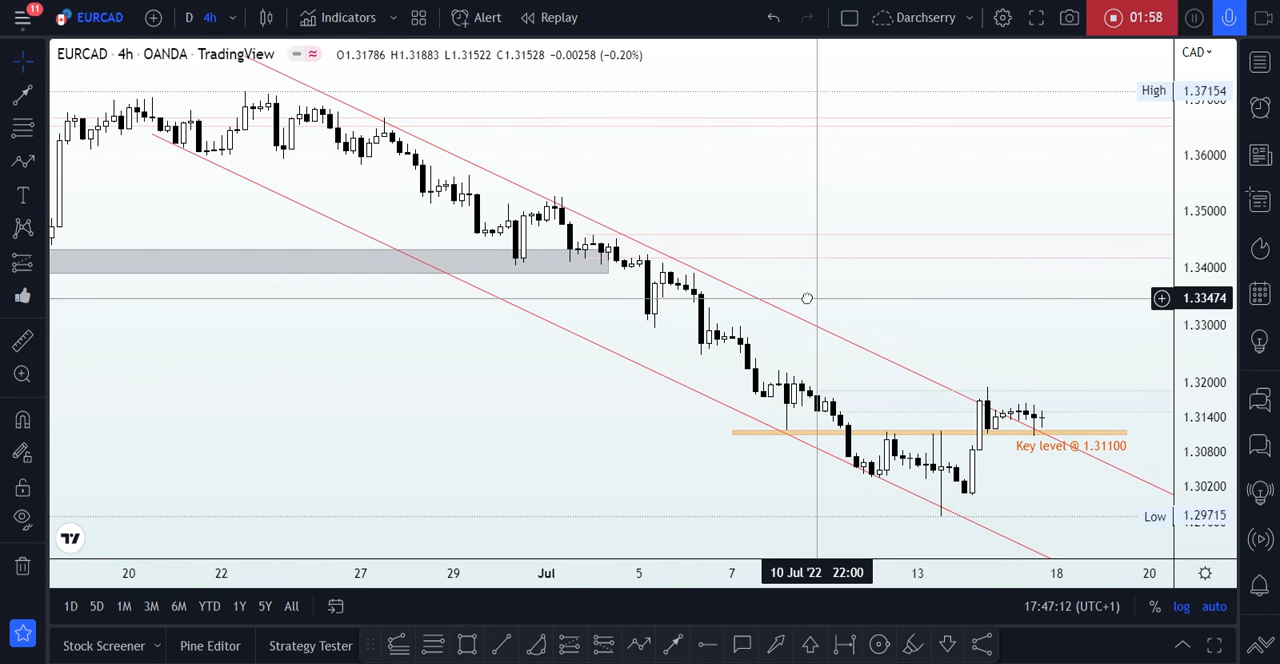 11
EURCAD
D
4h
Indicators
Alert
Replay
Darchserry
01:58
EURCAD · 4h · OANDA · TradingView
O1.31786 H1.31883 L1.31522 C1.31528 -0.00258 (-0.20%)
CAD
High 1.37154
1.36000
1.35000
1.34000
1.33474
1.33000
1.32000
1.31400
Key level @ 1.31100
1.30800
1.30200
Low 1.29715
20
22
27
29
Jul
5
7
10 Jul '22 22:00
13
18
20
1D 5D 1M 3M 6M YTD 1Y 5Y All
17:47:12 (UTC+1)
%
log
auto
Stock Screener
Pine Editor
Strategy Tester